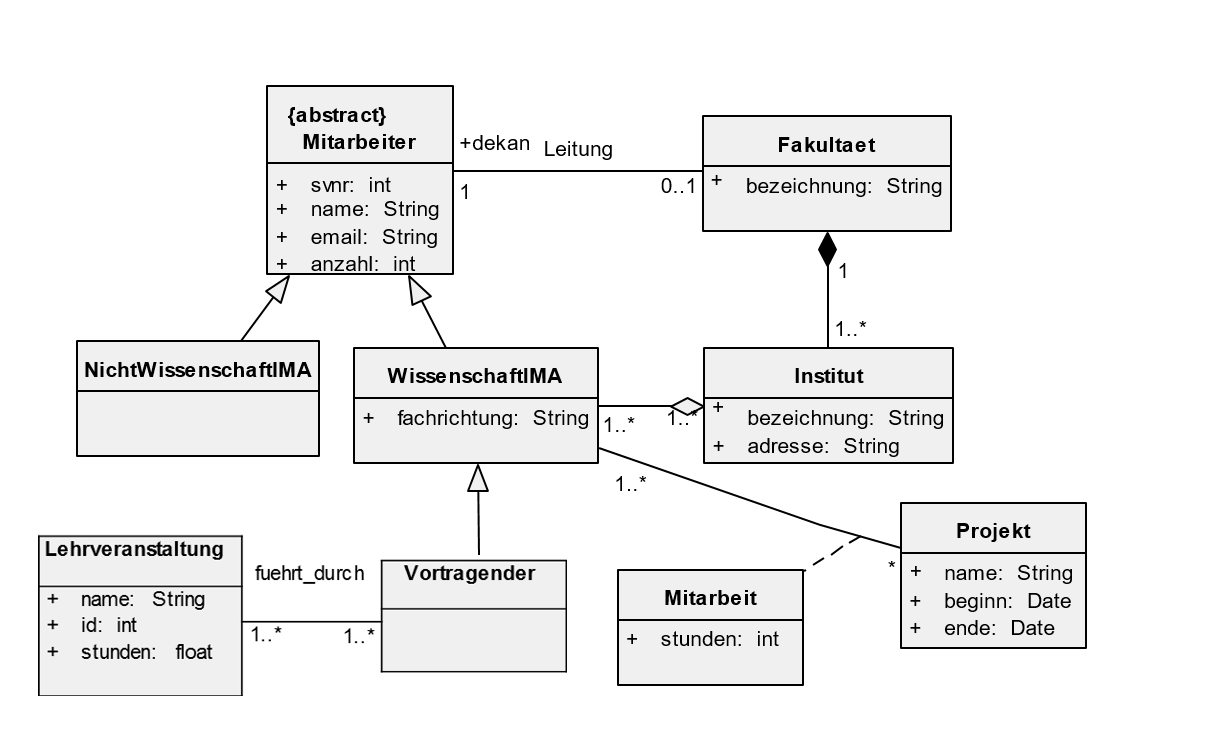 {abstract}
Mitarbeiter
+ svnr: int
+ name: String
+ email: String
+ anzahl: int
+dekan
Leitung
1
0..1
Fakultaet
+ bezeichnung: String
1
1..*
NichtWissenschaftlMA
WissenschaftlMA
+ fachrichtung: String
1..*
1..*
Institut
+ bezeichnung: String
+ adresse: String
1..*
*
Projekt
+ name: String
+ beginn: Date
+ ende: Date
Lehrveranstaltung
+ name: String
+ id: int
+ stunden: float
fuehrt_durch
1..*
1..*
Vortragender
Mitarbeit
+ stunden: int